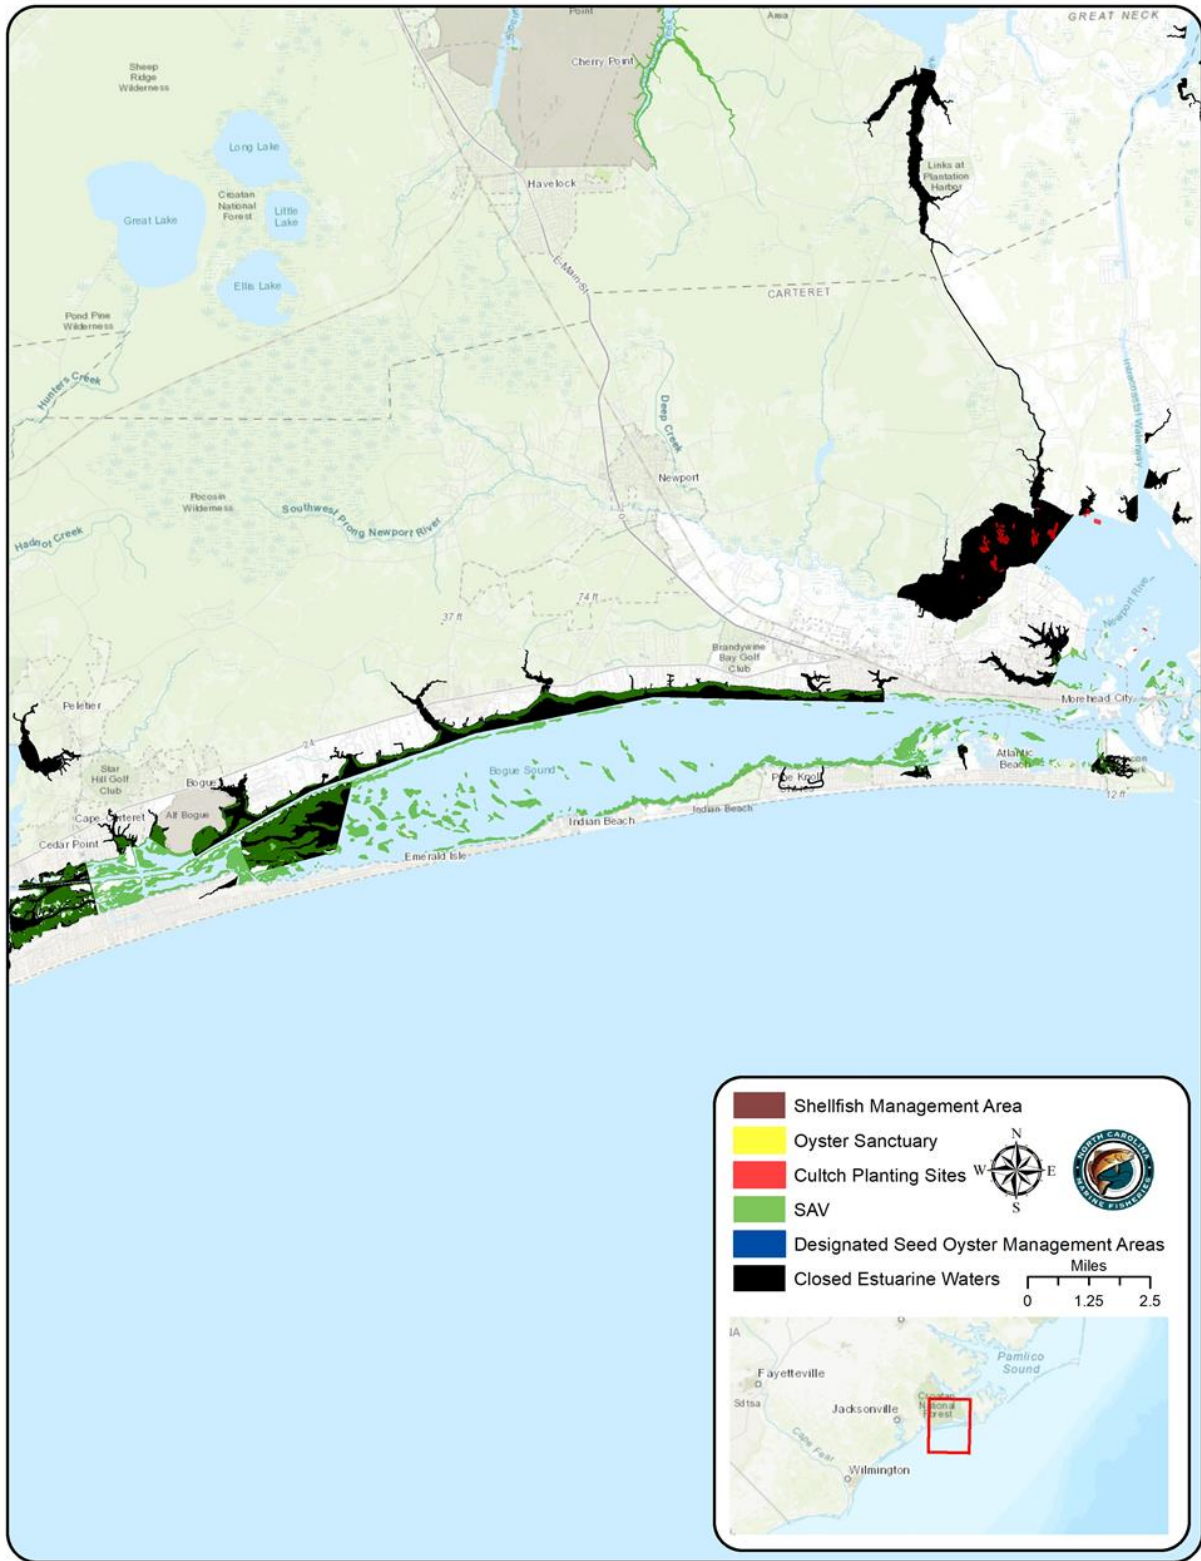 Point
Area
GREAT NECK
Cherry Point
Sheep
Ridge
Wilderness
Long Lake
Links at
Plantation
Harbor
Havelock
Croatan
National
Forest
Little
Lake
Great Lake
E-Main-St
Ellis Lake
CARTERET
Pond Pine
Wilderness
Hunters Creek
Intracoastal Waterway
Deep Creek
Newport
Pocosin
Wilderness
Southwest Prong Newport River
Hadnot Creek
74 ft
37 ft
Newport Rive
Brandywine
Bay Golf
Club
Peletier
Morehead City
24
Star
Hill Golf
Club
Bogue
Bogue Sound
Atlantic
Beach
Pine Knoll
12 ft
Alf Bogue
Cape Carteret
Indian Beach
Indian Beach
Cedar Point
Emerald Isle
Shellfish Management Area
Oyster Sanctuary
Cultch Planting Sites
SAV
Designated Seed Oyster Management Areas
Closed Estuarine Waters
N
W E
S
NORTH CAROLINA
MARINE FISHERIES
Miles
0 1.25 2.5
Pamlico
Sound
Fayetteville
Croatan
National
Forest
Jacksonville
Cape Fear
Wilmington